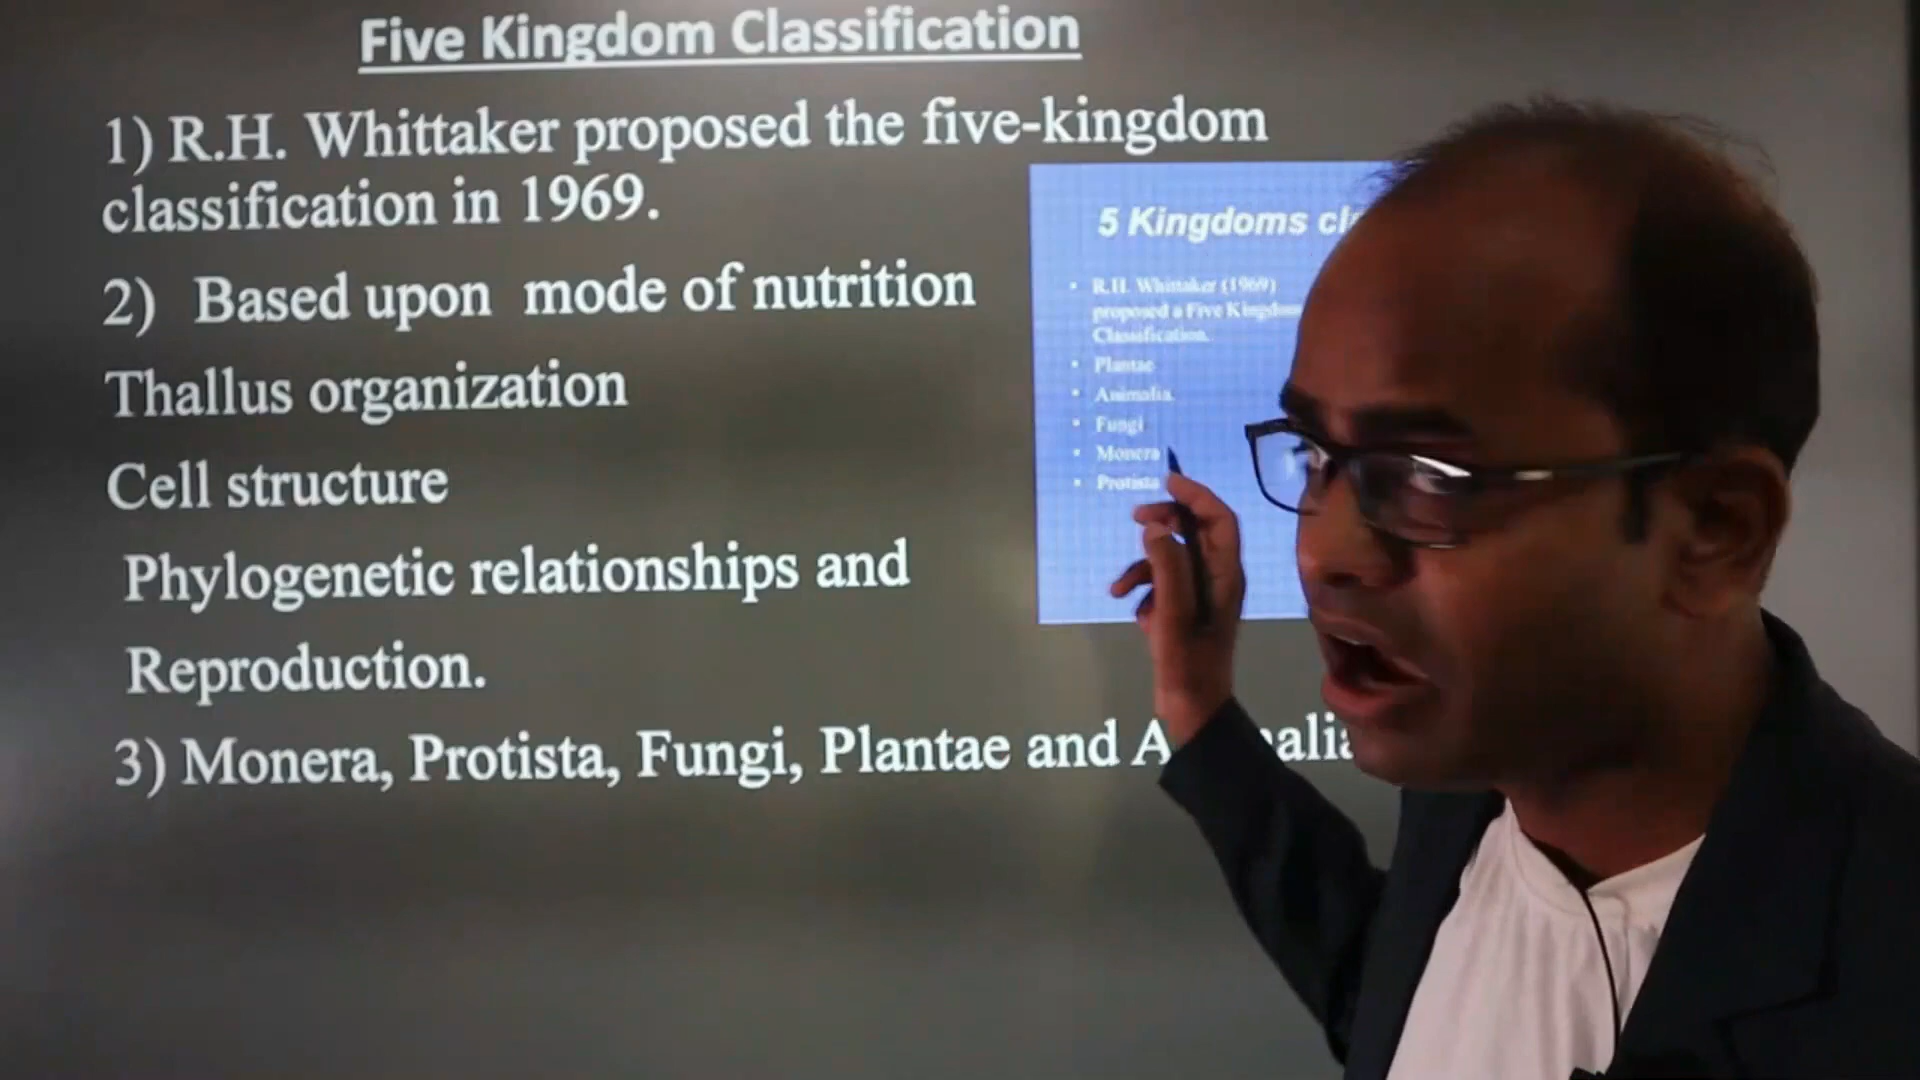 Five Kingdom Classification
1) R.H. Whittaker proposed the five-kingdom
classification in 1969.
2) Based upon mode of nutrition
Thallus organization
Cell structure
Phylogenetic relationships and
Reproduction.
3) Monera, Protista, Fungi, Plantae and
5 Kingdoms
• R.H. Whittaker (1969)
proposed a Five Kingdom
Classification.
• Plantae
• Animalia
• Fungi
• Monera
• Protista